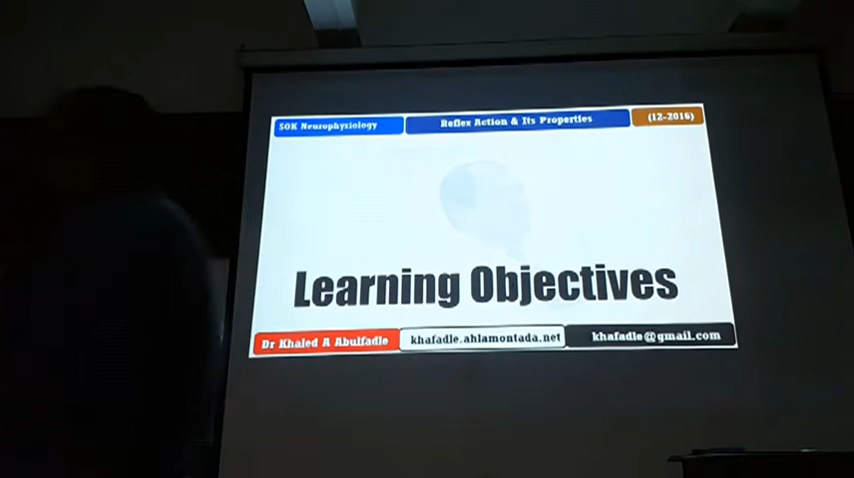 SOK Neurophysiology Reflex Action & Its Properties (12-2016)
Learning Objectives
Dr Khaled A Abulfadle khafadle.ahlamontada.net khafadle@gmail.com